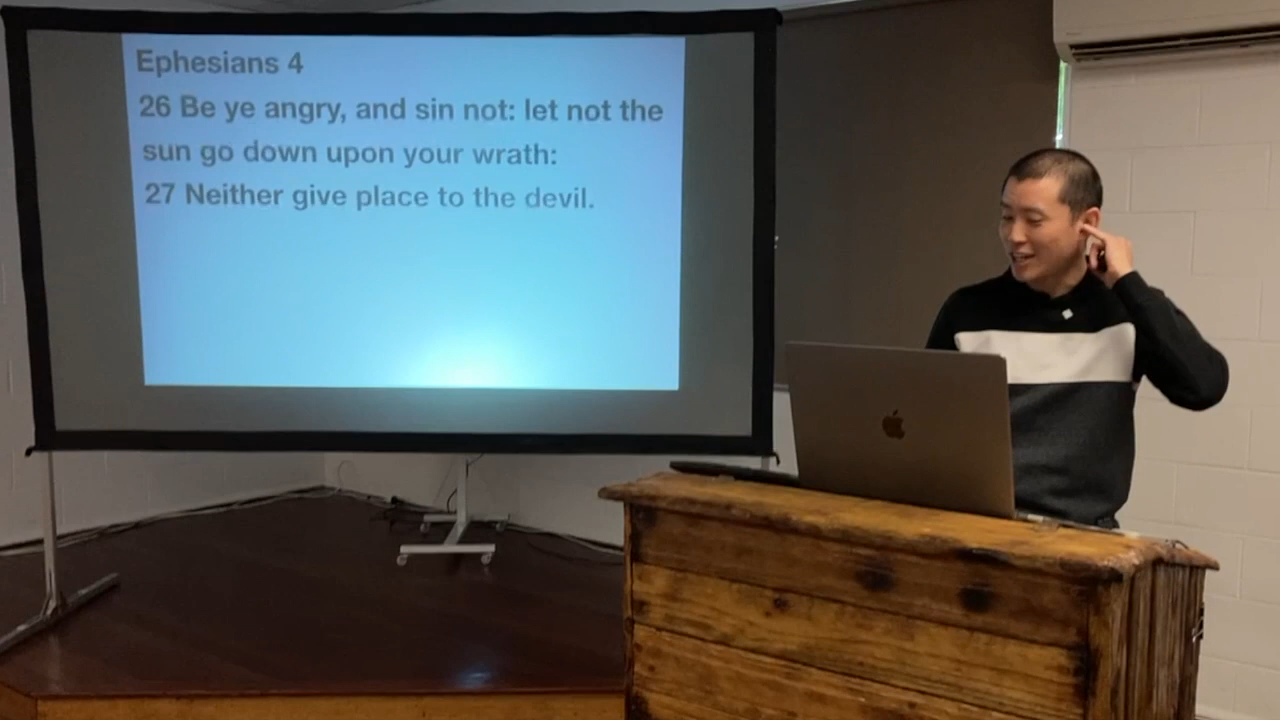 Ephesians 4
26 Be ye angry, and sin not: let not the
sun go down upon your wrath:
27 Neither give place to the devil.